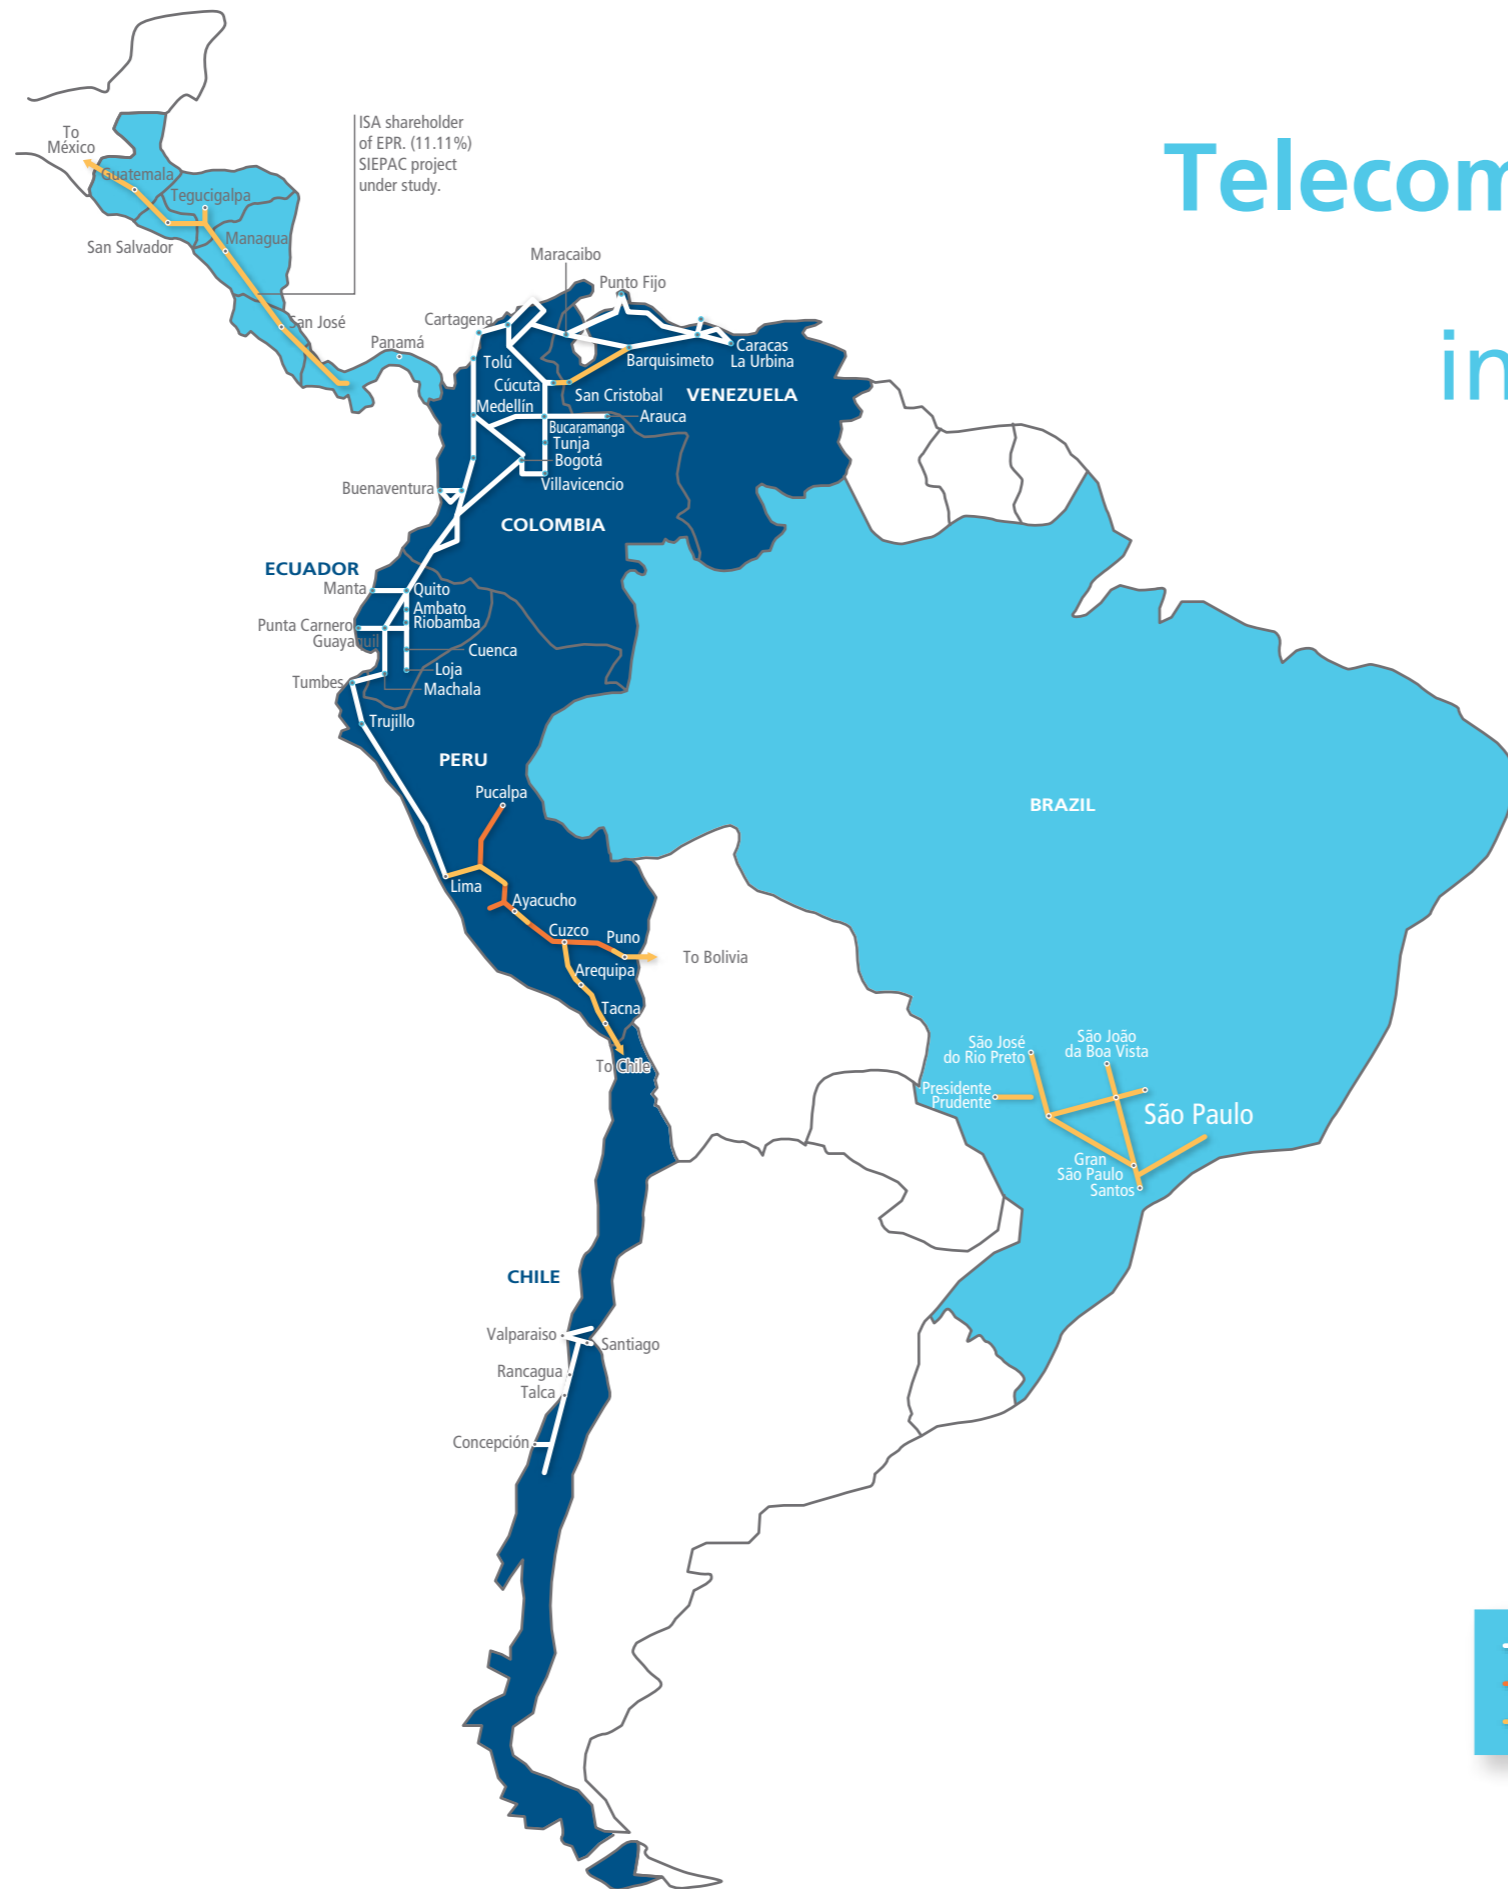 Telecom
in
To
México
Guatemala
Tegucigalpa
San Salvador
Managua
San José
Panamá
ISA shareholder
of EPR. (11.11%)
SIEPAC project
under study.
Maracaibo
Punto Fijo
Cartagena
Caracas
La Urbina
Barquisimeto
Tolú
Cúcuta
San Cristobal
VENEZUELA
Medellín
Arauca
Bucaramanga
Tunja
Bogotá
Villavicencio
Buenaventura
COLOMBIA
ECUADOR
Manta
Quito
Ambato
Riobamba
Punta Carnero
Guayaquil
Cuenca
Loja
Machala
Tumbes
Trujillo
PERU
Pucalpa
Lima
Ayacucho
Cuzco
Puno
To Bolivia
Arequipa
Tacna
To Chile
BRAZIL
São José
do Rio Preto
São João
da Boa Vista
Presidente
Prudente
São Paulo
Gran
São Paulo
Santos
CHILE
Valparaiso
Santiago
Rancagua
Talca
Concepción